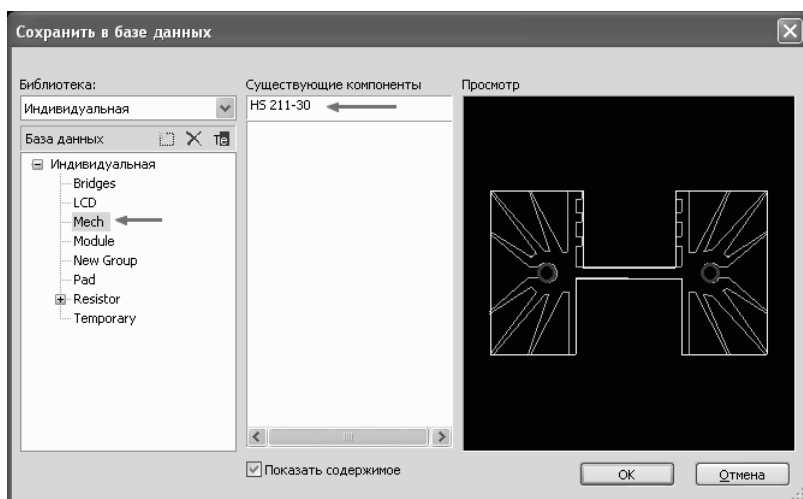 Сохранить в базе данных
Библиотека:
Индивидуальная
База данных
Индивидуальная
Bridges
LCD
Mech
Module
New Group
Pad
Resistor
Temporary
Существующие компоненты
HS 211-30
Показать содержимое
Просмотр
OK
Отмена